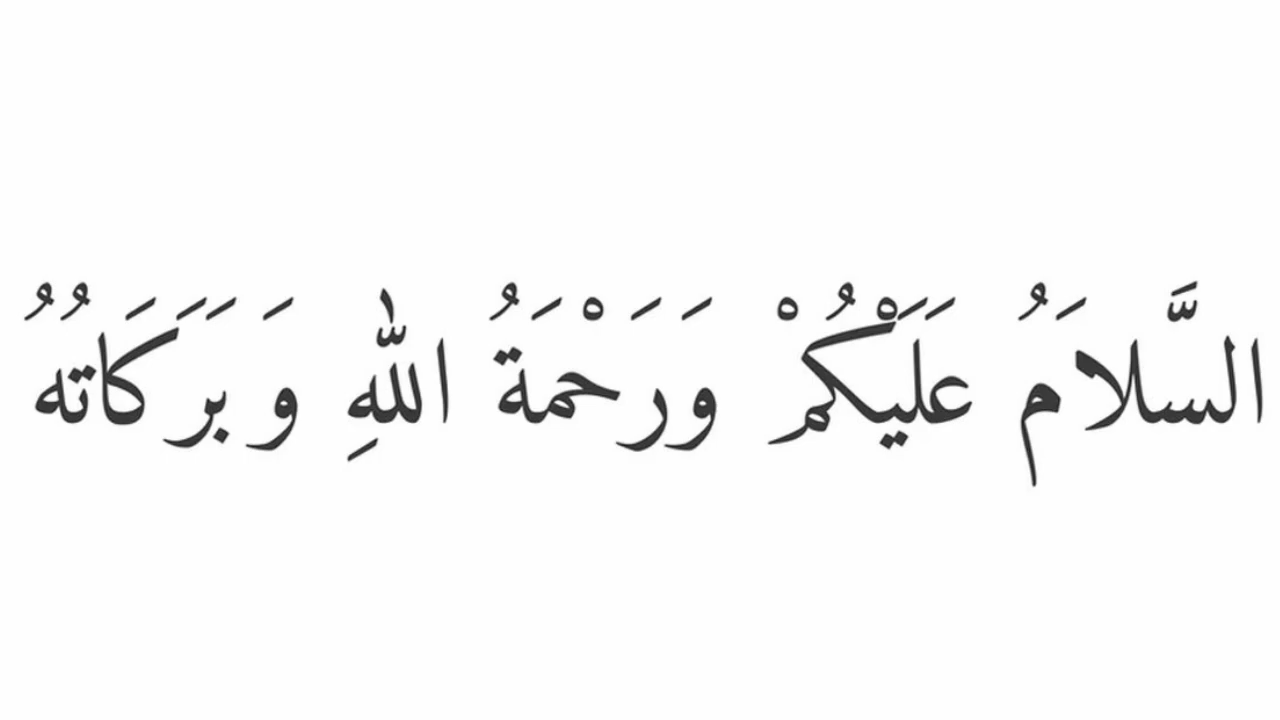 السَّلَامُ عَلَيْكُمْ وَرَحْمَةُ اللّٰهِ وَ بَرَكَاتُهُ